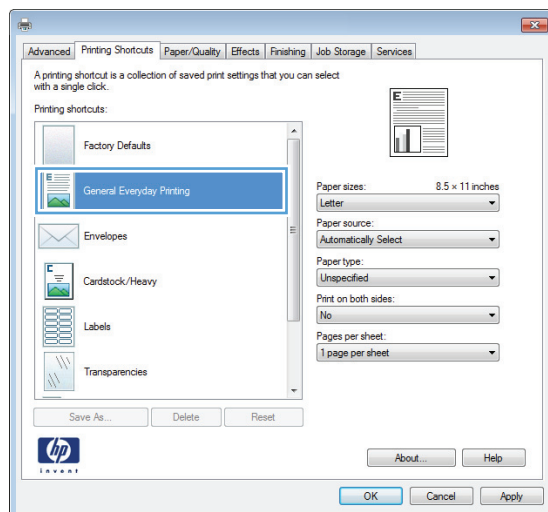 Advanced
Printing Shortcuts
Paper/Quality
Effects
Finishing
Job Storage
Services
A printing shortcut is a collection of saved print settings that you can select
with a single click.
Printing shortcuts:
Factory Defaults
General Everyday Printing
Envelopes
Cardstock/Heavy
Labels
Transparencies
E
E
C
Paper sizes: 8.5 × 11 inches
Letter
Paper source:
Automatically Select
Paper type:
Unspecified
Print on both sides:
No
Pages per sheet:
1 page per sheet
Save As...
Delete
Reset
hp
invent
About...
Help
OK
Cancel
Apply